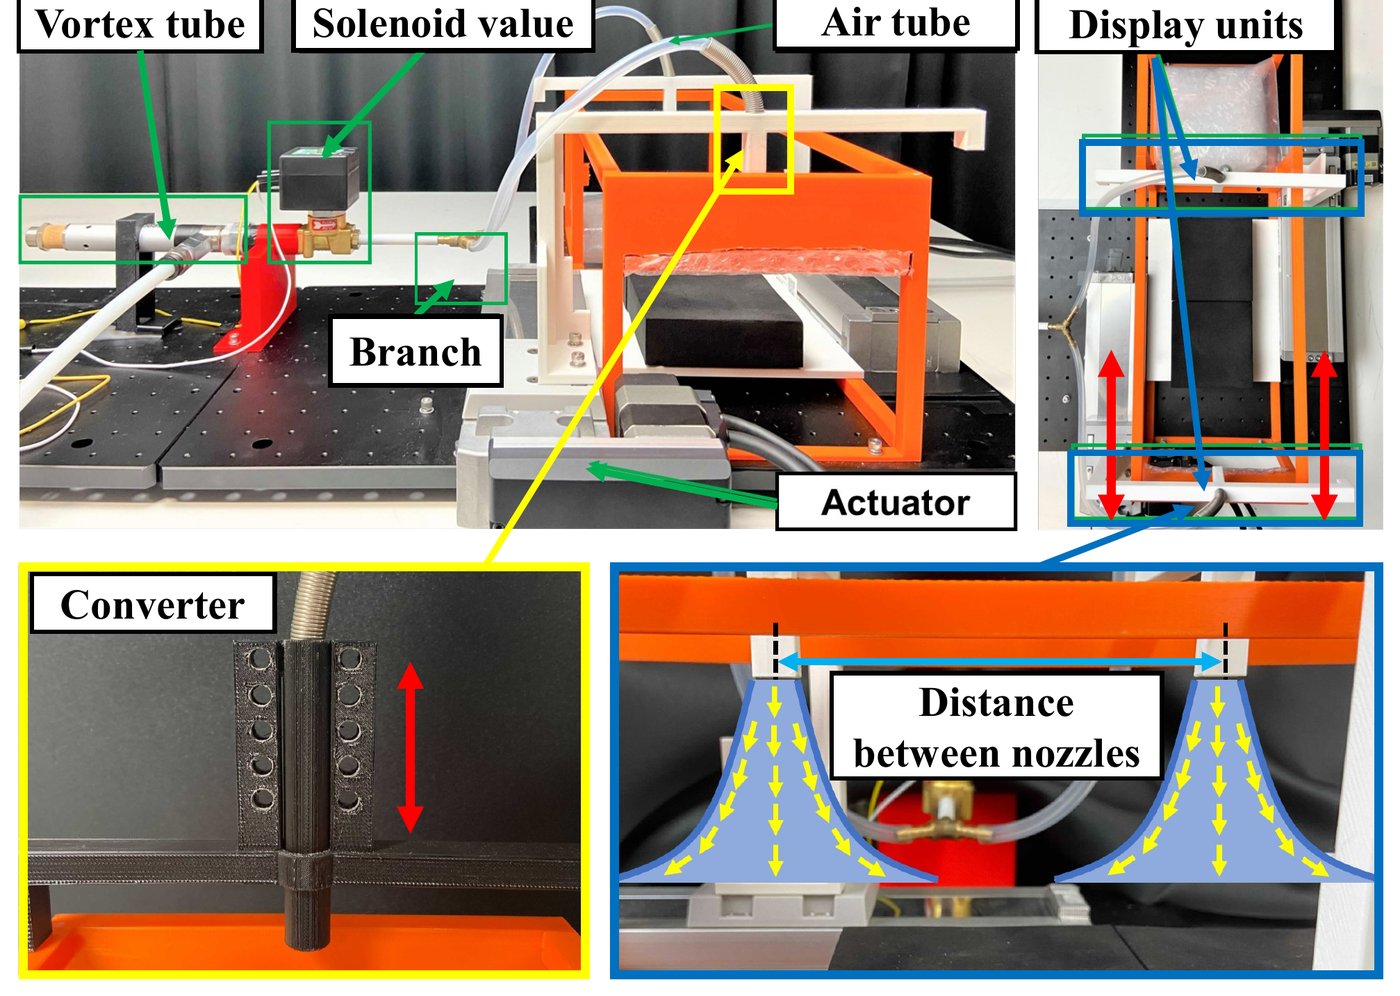 Vortex tube
Solenoid value
Air tube
Display units
Branch
Actuator
Converter
Distance
between nozzles